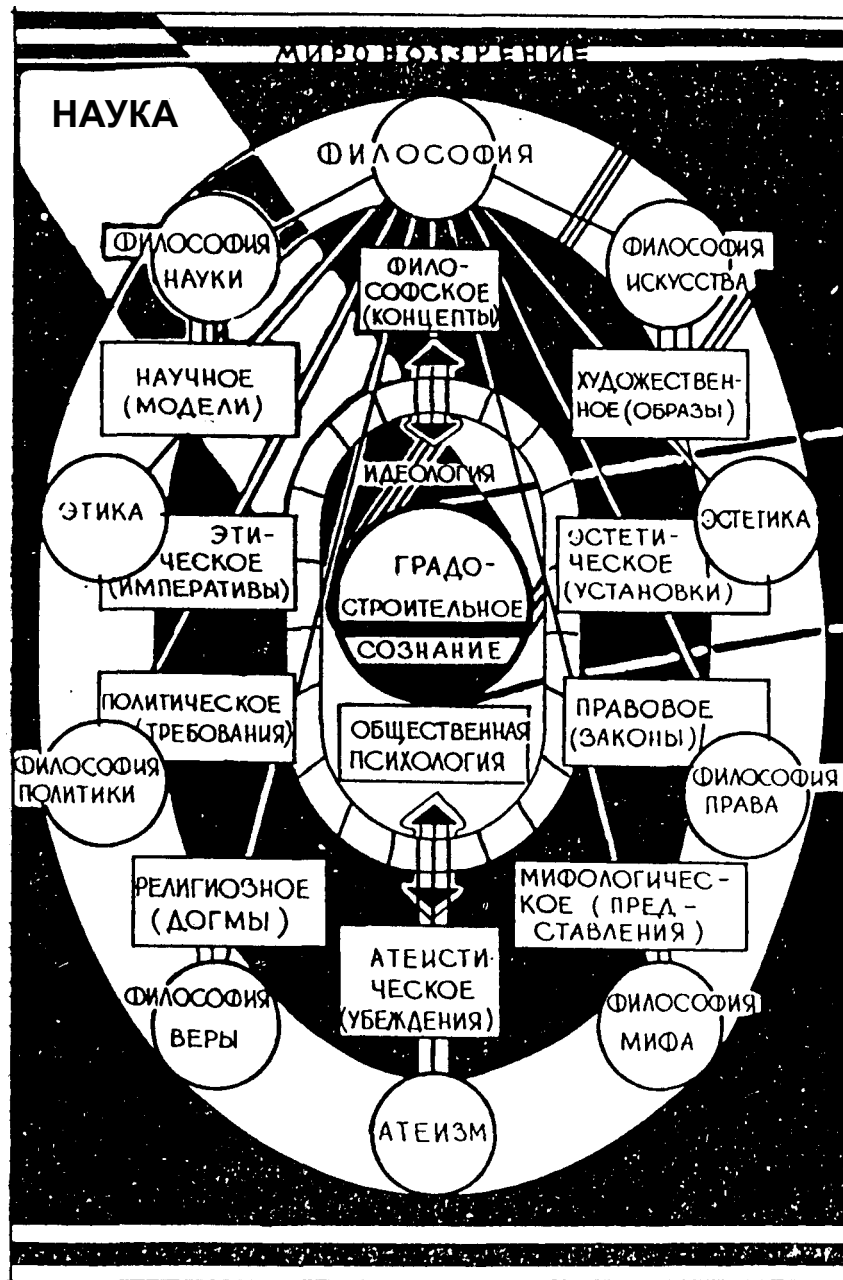 МИРОВОЗЗРЕНИЕ
НАУКА
ФИЛОСОФИЯ
ФИЛОСОФИЯ
НАУКИ
ФИЛО-
СОФСКОЕ
(КОНЦЕПТЫ)
ФИЛОСОФИЯ
ИСКУССТВА
НАУЧНОЕ
(МОДЕЛИ)
ХУДОЖЕСТВЕН-
НОЕ (ОБРАЗЫ)
ИДЕОЛОГИЯ
ЭТИКА
ЭТИ-
ЧЕСКОЕ
(ИМПЕРАТИВЫ)
ГРАДО-
СТРОИТЕЛЬНОЕ
СОЗНАНИЕ
ЭСТЕТИ-
ЧЕСКОЕ
(УСТАНОВКИ)
ЭСТЕТИКА
ПОЛИТИЧЕСКОЕ
(ТРЕБОВАНИЯ)
ОБЩЕСТВЕННАЯ
ПСИХОЛОГИЯ
ПРАВОВОЕ
(ЗАКОНЫ)
ФИЛОСОФИЯ
ПОЛИТИКИ
ФИЛОСОФИЯ
ПРАВА
РЕЛИГИОЗНОЕ
(ДОГМЫ)
МИФОЛОГИЧЕС-
КОЕ (ПРЕД-
СТАВЛЕНИЯ)
АТЕИСТИ-
ЧЕСКОЕ
(УБЕЖДЕНИЯ)
ФИЛОСОФИЯ
ВЕРЫ
ФИЛОСОФИЯ
МИФА
АТЕИЗМ